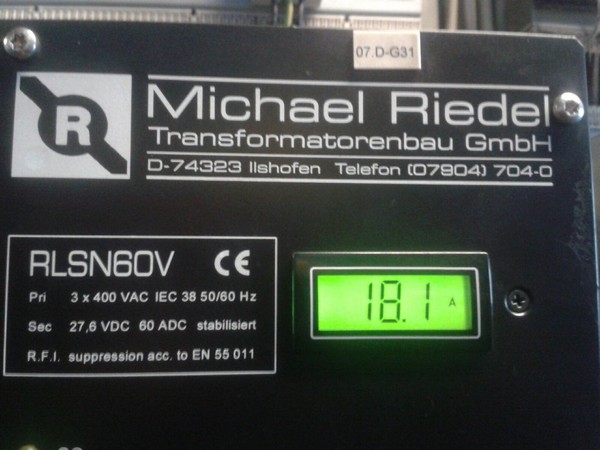 07.D-G31
R
Michael Riedel
Transformatorenbau GmbH
D-74323 Ilshofen Telefon (07904) 704-0
RLSN60V CE
Pri 3 x 400 VAC IEC 38 50/60 Hz
Sec 27,6 VDC 60 ADC stabilisiert
R.F.I. suppression acc. to EN 55 011
18.1 A